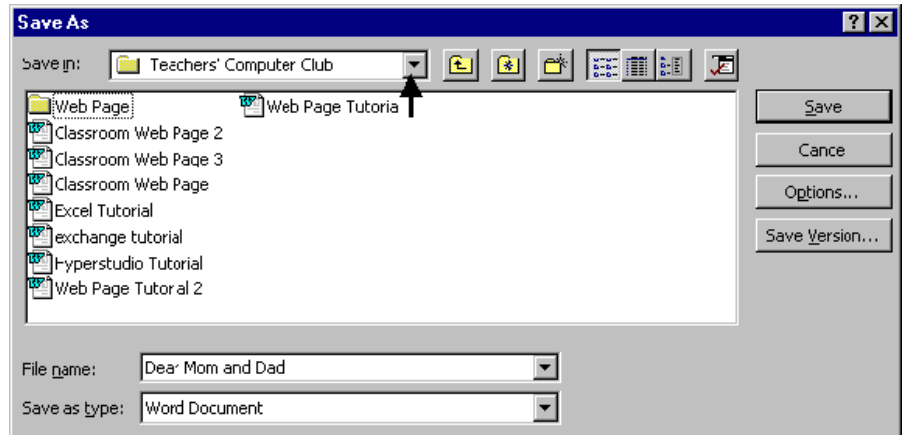 Save As
Save in: Teachers' Computer Club
Web Page
Web Page Tutoria
Classroom Web Page 2
Classroom Web Page 3
Classroom Web Page
Excel Tutorial
exchange tutorial
Hyperstudio Tutorial
Web Page Tutorial 2
Save
Cance
Options...
Save Version...
File name: Dear Mom and Dad
Save as type: Word Document